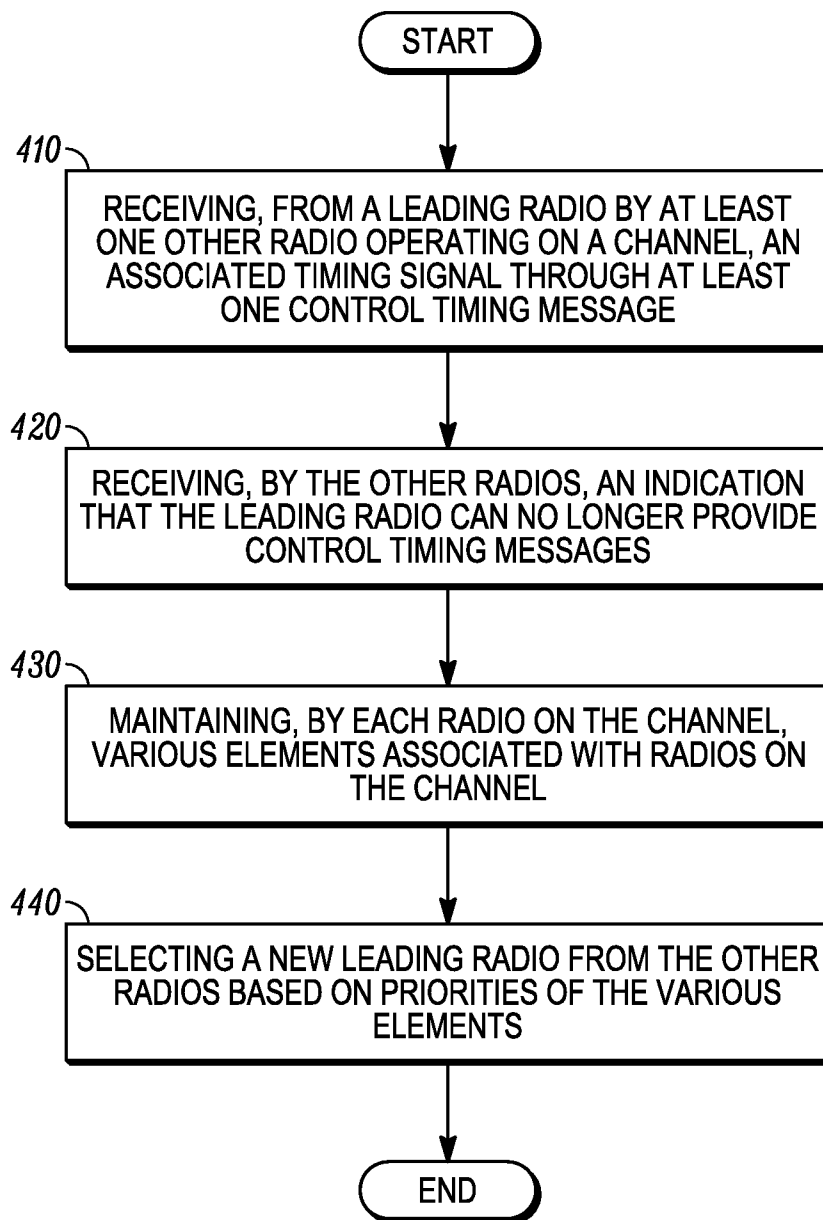 START
410
RECEIVING, FROM A LEADING RADIO BY AT LEAST
ONE OTHER RADIO OPERATING ON A CHANNEL, AN
ASSOCIATED TIMING SIGNAL THROUGH AT LEAST
ONE CONTROL TIMING MESSAGE
420
RECEIVING, BY THE OTHER RADIOS, AN INDICATION
THAT THE LEADING RADIO CAN NO LONGER PROVIDE
CONTROL TIMING MESSAGES
430
MAINTAINING, BY EACH RADIO ON THE CHANNEL,
VARIOUS ELEMENTS ASSOCIATED WITH RADIOS ON
THE CHANNEL
440
SELECTING A NEW LEADING RADIO FROM THE OTHER
RADIOS BASED ON PRIORITIES OF THE VARIOUS
ELEMENTS
END